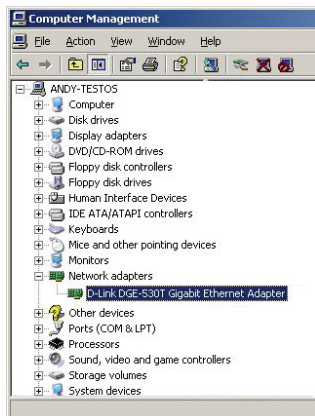 Computer Management
File Action View Window Help
ANDY-TESTOS
Computer
Disk drives
Display adapters
DVD/CD-ROM drives
Floppy disk controllers
Floppy disk drives
Human Interface Devices
IDE ATA/ATAPI controllers
Keyboards
Mice and other pointing devices
Monitors
Network adapters
D-Link DGE-530T Gigabit Ethernet Adapter
Other devices
Ports (COM & LPT)
Processors
Sound, video and game controllers
Storage volumes
System devices